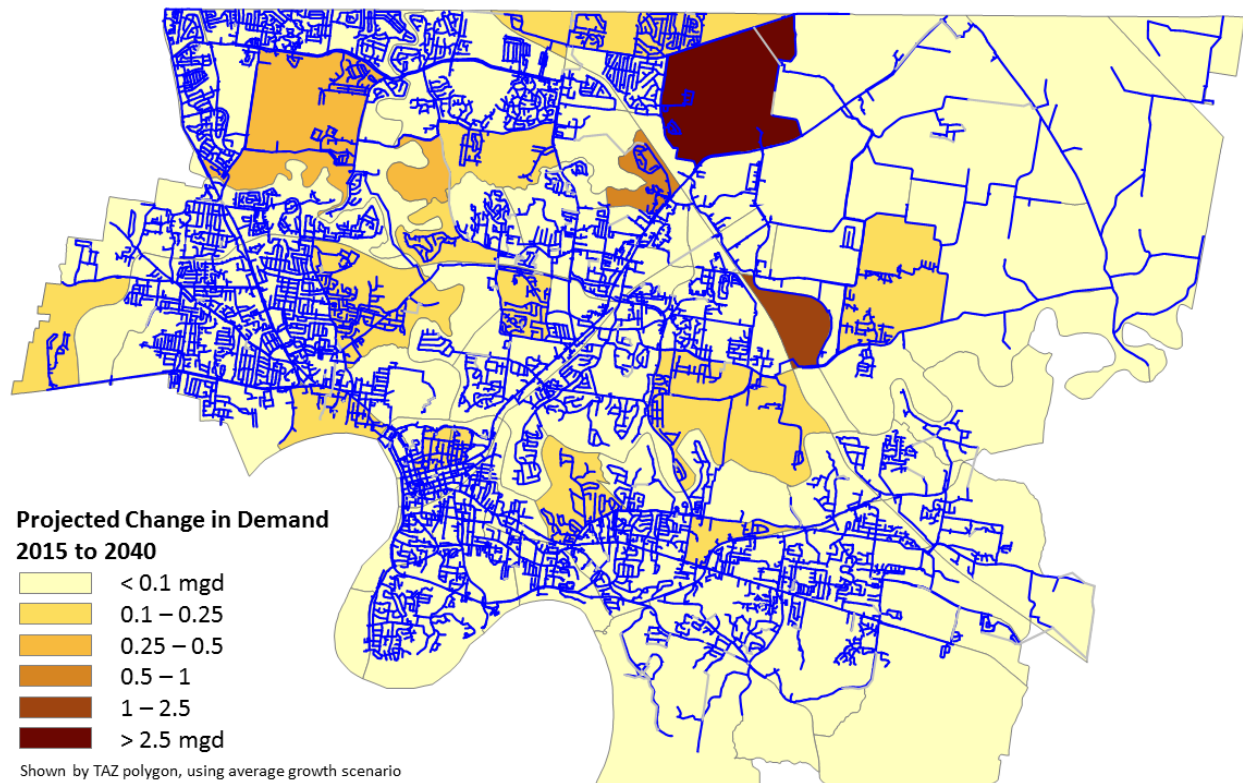 Projected Change in Demand
2015 to 2040
< 0.1 mgd
0.1 – 0.25
0.25 – 0.5
0.5 – 1
1 – 2.5
> 2.5 mgd
Shown by TAZ polygon, using average growth scenario